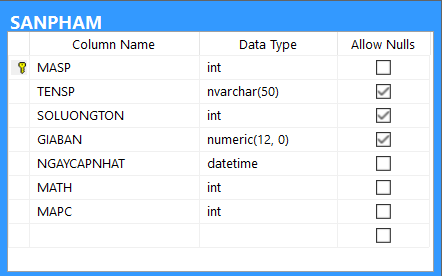 SANPHAM
Column Name Data Type Allow Nulls
MASP int
TENSP nvarchar(50)
SOLUONGTON int
GIABAN numeric(12, 0)
NGAYCAPNHAT datetime
MATH int
MAPC int